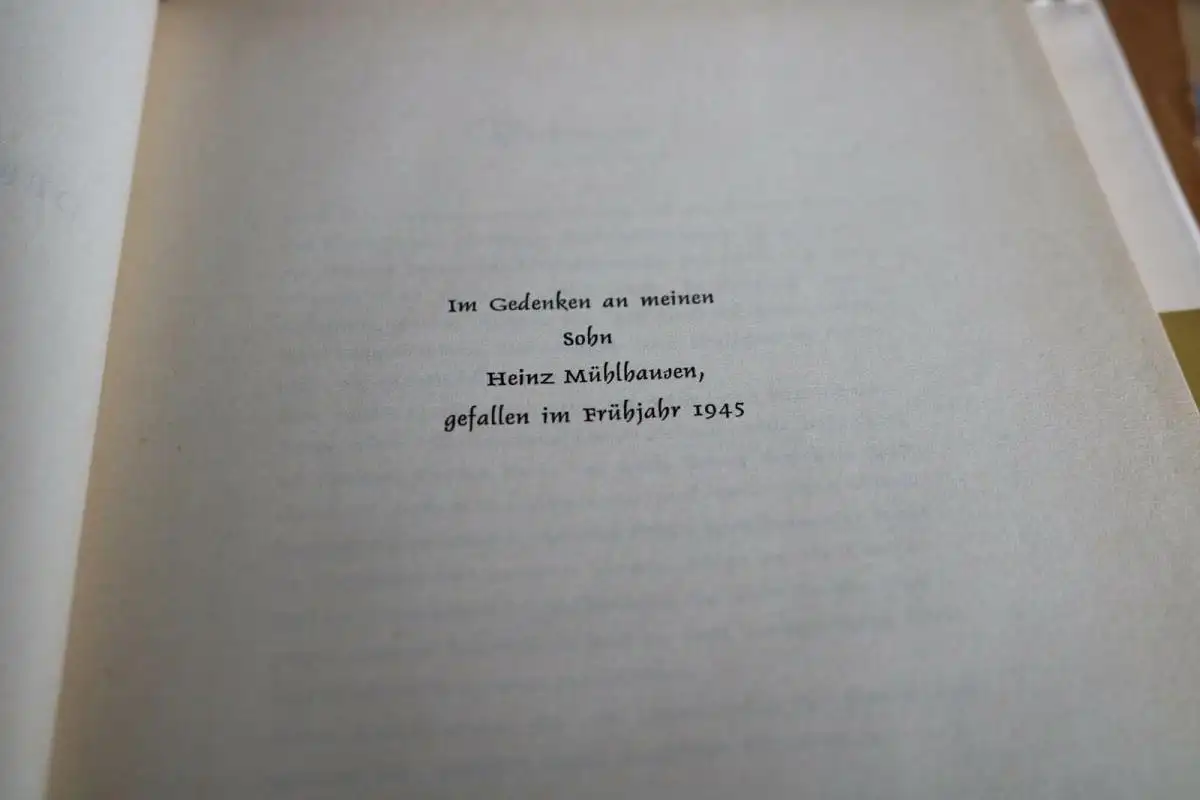 Im Gedenken an meinen
Sohn
Heinz Mühlhausen,
gefallen im Frühjahr 1945